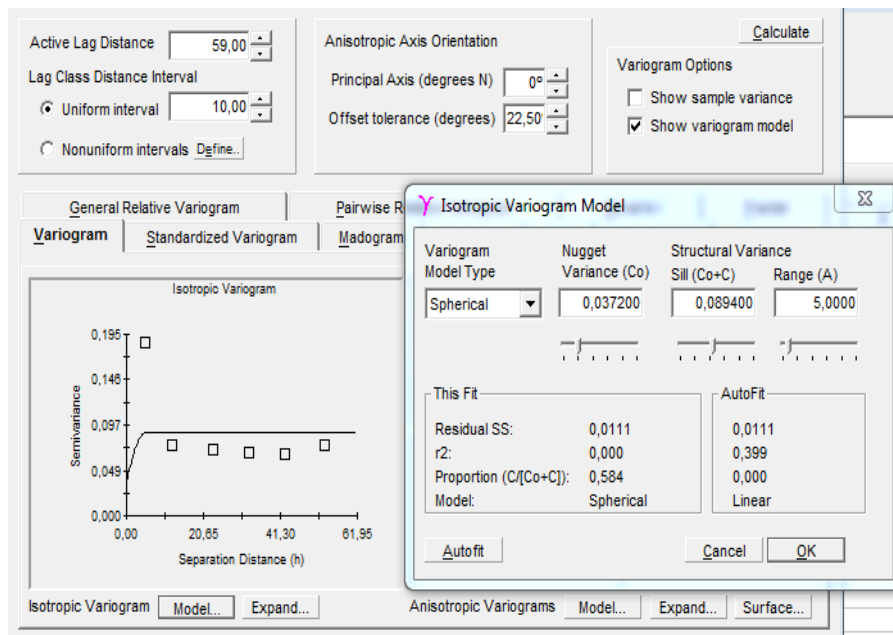 Active Lag Distance 59,00
Lag Class Distance Interval
Uniform interval 10,00
Nonuniform intervals Define..
Anisotropic Axis Orientation
Principal Axis (degrees N) 0º
Offset tolerance (degrees) 22,50
Calculate
Variogram Options
Show sample variance
Show variogram model
General Relative Variogram
Pairwise
Variogram
Standardized Variogram
Madogram
Isotropic Variogram
0,195
0,146
0,097
0,049
0,000
Semivariance
0,00 20,65 41,30 61,95
Separation Distance (h)
Isotropic Variogram Model... Expand...
Anisotropic Variograms Model... Expand... Surface...
Isotropic Variogram Model
Variogram
Model Type
Spherical
Nugget
Variance (Co)
0,037200
Structural Variance
Sill (Co+C) Range (A)
0,089400 5,0000
This Fit
Residual SS: 0,0111
r2: 0,000
Proportion (C/[Co+C]): 0,584
Model: Spherical
AutoFit
0,0111
0,399
0,000
Linear
Autofit
Cancel
OK